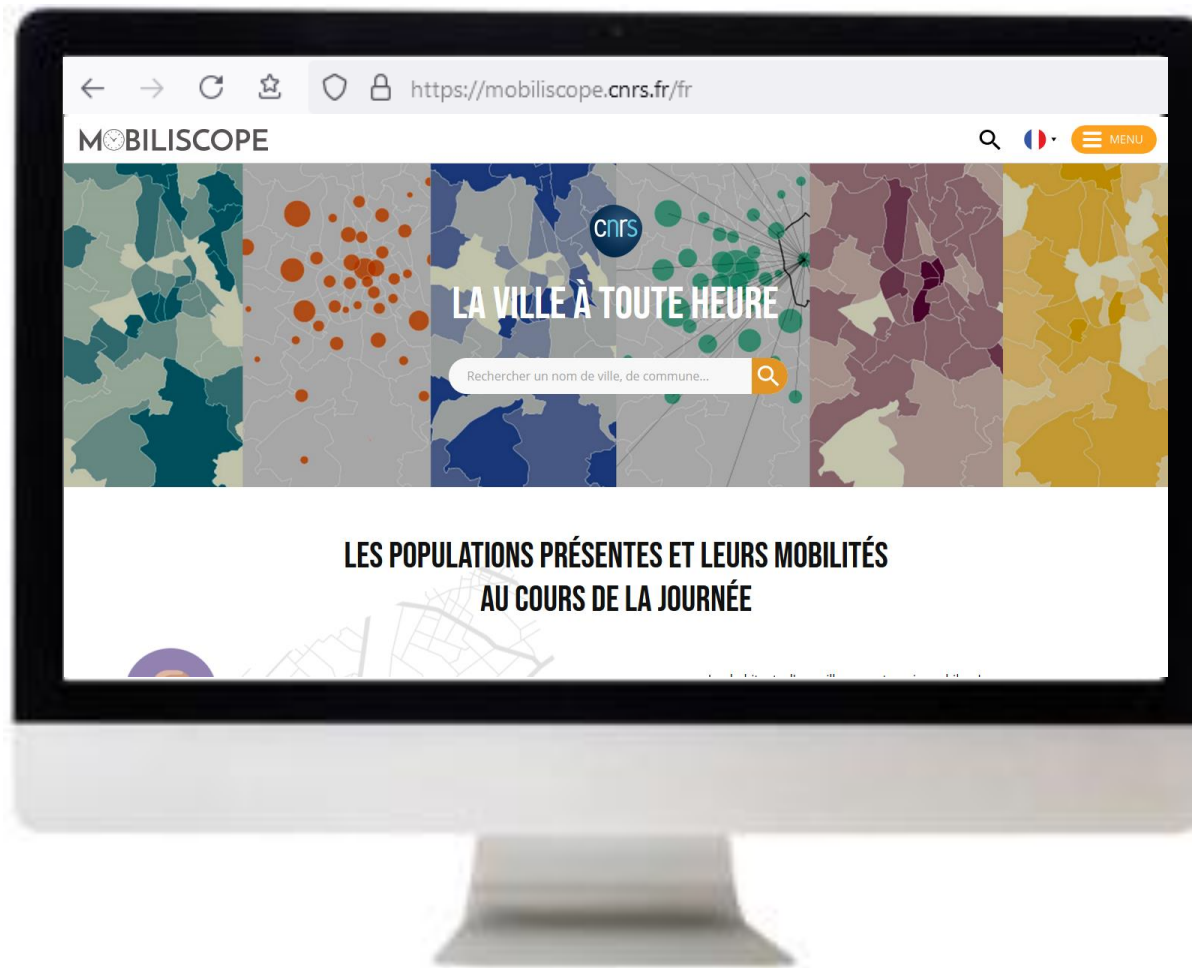 https://mobiliscope.cnrs.fr/fr
MOBILISCOPE
MENU
cnrs
LA VILLE À TOUTE HEURE
Rechercher un nom de ville, de commune...
LES POPULATIONS PRÉSENTES ET LEURS MOBILITÉS
AU COURS DE LA JOURNÉE